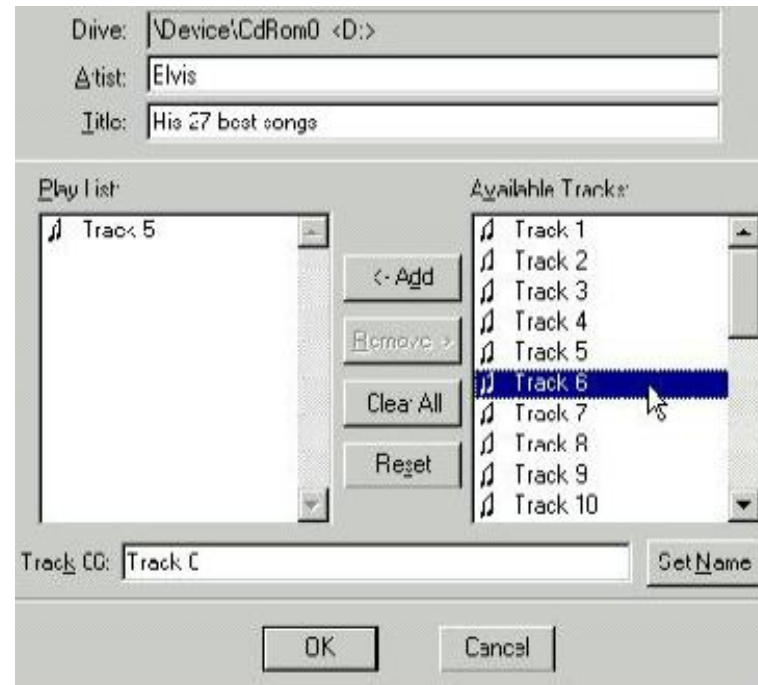 Drive: \Device\CdRom0 <D:>
Artist: Elvis
Title: His 27 best songs
Play List:
Available Tracks:
Track 5
Track 1
Track 2
Track 3
Track 4
Track 5
Track 6
Track 7
Track 8
Track 9
Track 10
<- Add
Remove ->
Clear All
Reset
Track 06: Track 6
Set Name
OK
Cancel